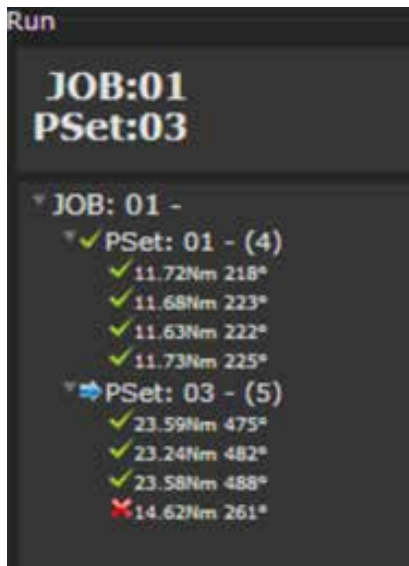 Run
JOB:01
PSet:03
JOB: 01 -
PSet: 01 - (4)
11.72Nm 218°
11.68Nm 223°
11.63Nm 222°
11.73Nm 225°
PSet: 03 - (5)
23.59Nm 475°
23.24Nm 482°
23.58Nm 488°
14.62Nm 261°